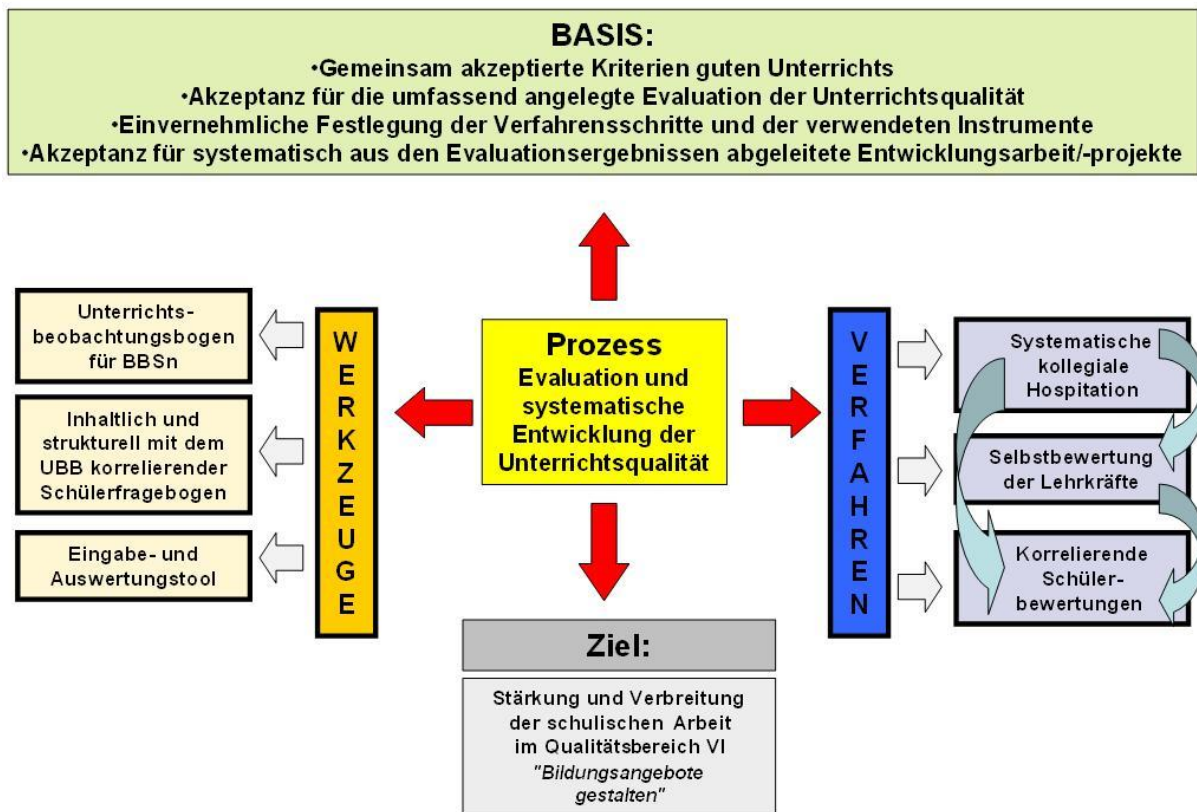 BASIS:
•Gemeinsam akzeptierte Kriterien guten Unterrichts
•Akzeptanz für die umfassend angelegte Evaluation der Unterrichtsqualität
•Einvernehmliche Festlegung der Verfahrensschritte und der verwendeten Instrumente
•Akzeptanz für systematisch aus den Evaluationsergebnissen abgeleitete Entwicklungsarbeit/-projekte
Unterrichts-
beobachtungsbogen
für BBSn
Inhaltlich und
strukturell mit dem
UBB korrelierender
Schülerfragebogen
Eingabe- und
Auswertungstool
W
E
R
K
Z
E
U
G
E
Prozess
Evaluation und
systematische
Entwicklung der
Unterrichtsqualität
V
E
R
F
A
H
R
E
N
Systematische
kollegiale
Hospitation
Selbstbewertung
der Lehrkräfte
Korrelierende
Schüler-
bewertungen
Ziel:
Stärkung und Verbreitung
der schulischen Arbeit
im Qualitätsbereich VI
"Bildungsangebote
gestalten"